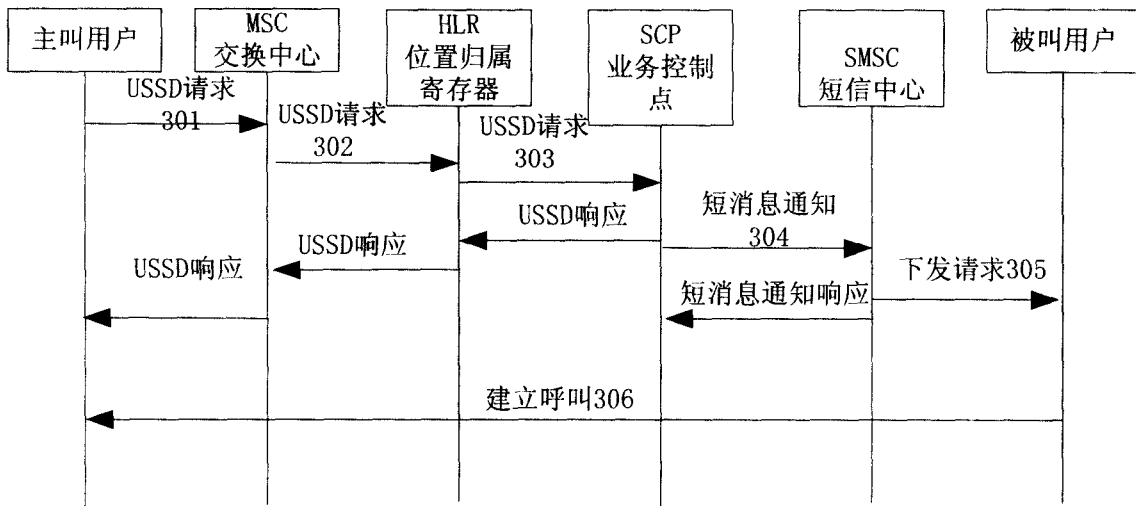 主叫用户
MSC
交换中心
HLR
位置归属
寄存器
SCP
业务控制
点
SMSC
短信中心
被叫用户
USSD请求
301
USSD请求
302
USSD请求
303
USSD响应
短消息通知
304
USSD响应
USSD响应
下发请求305
短消息通知响应
建立呼叫306